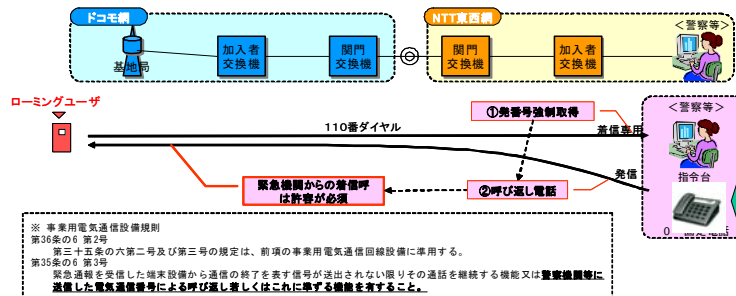 ドコモ網
NTT東西網
<警察等>
基地局
加入者
交換機
関門
交換機
関門
交換機
加入者
交換機
ローミングユーザ
①発番号強制取得
<警察等>
110番ダイヤル
着信専用
緊急機関からの着信呼
は許容が必須
②呼び返し電話
発信
指令台
※ 事業用電気通信設備規則
第36条の6 第2号
第三十五条の六第二号及び第三号の規定は、前項の事業用電気通信回線設備に準用する。
第35条の6 第3号
緊急通報を受信した端末設備から通信の終了を表す信号が送出されない限りその通話を継続する機能又は警察機関等に
送信した電気通信番号による呼び返し若しくはこれに準ずる機能を有すること。